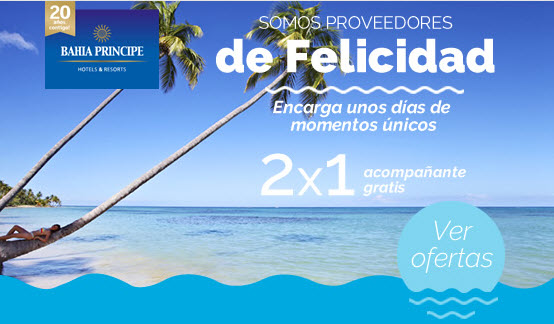 20
años
contigo!
BAHIA PRINCIPE
HOTELS & RESORTS
SOMOS PROVEEDORES
de Felicidad
Encarga unos días de
momentos únicos
2x1 acompañante
gratis
Ver
ofertas